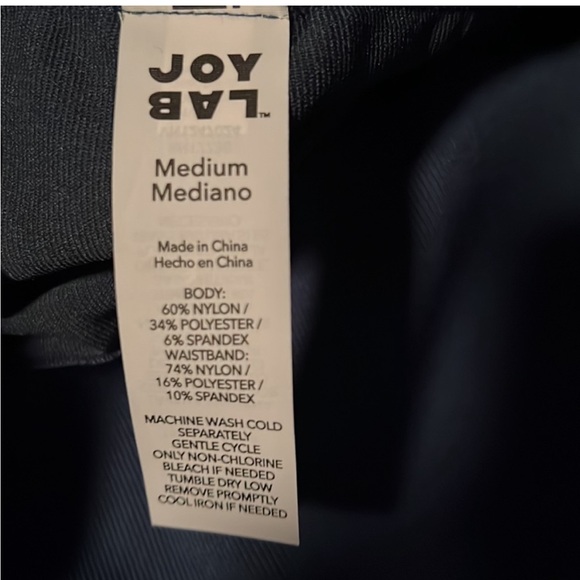 JOY
LAB™
Medium
Mediano
Made in China
Hecho en China
BODY:
60% NYLON /
34% POLYESTER /
6% SPANDEX
WAISTBAND:
74% NYLON /
16% POLYESTER /
10% SPANDEX
MACHINE WASH COLD
SEPARATELY
GENTLE CYCLE
ONLY NON-CHLORINE
BLEACH IF NEEDED
TUMBLE DRY LOW
REMOVE PROMPTLY
COOL IRON IF NEEDED